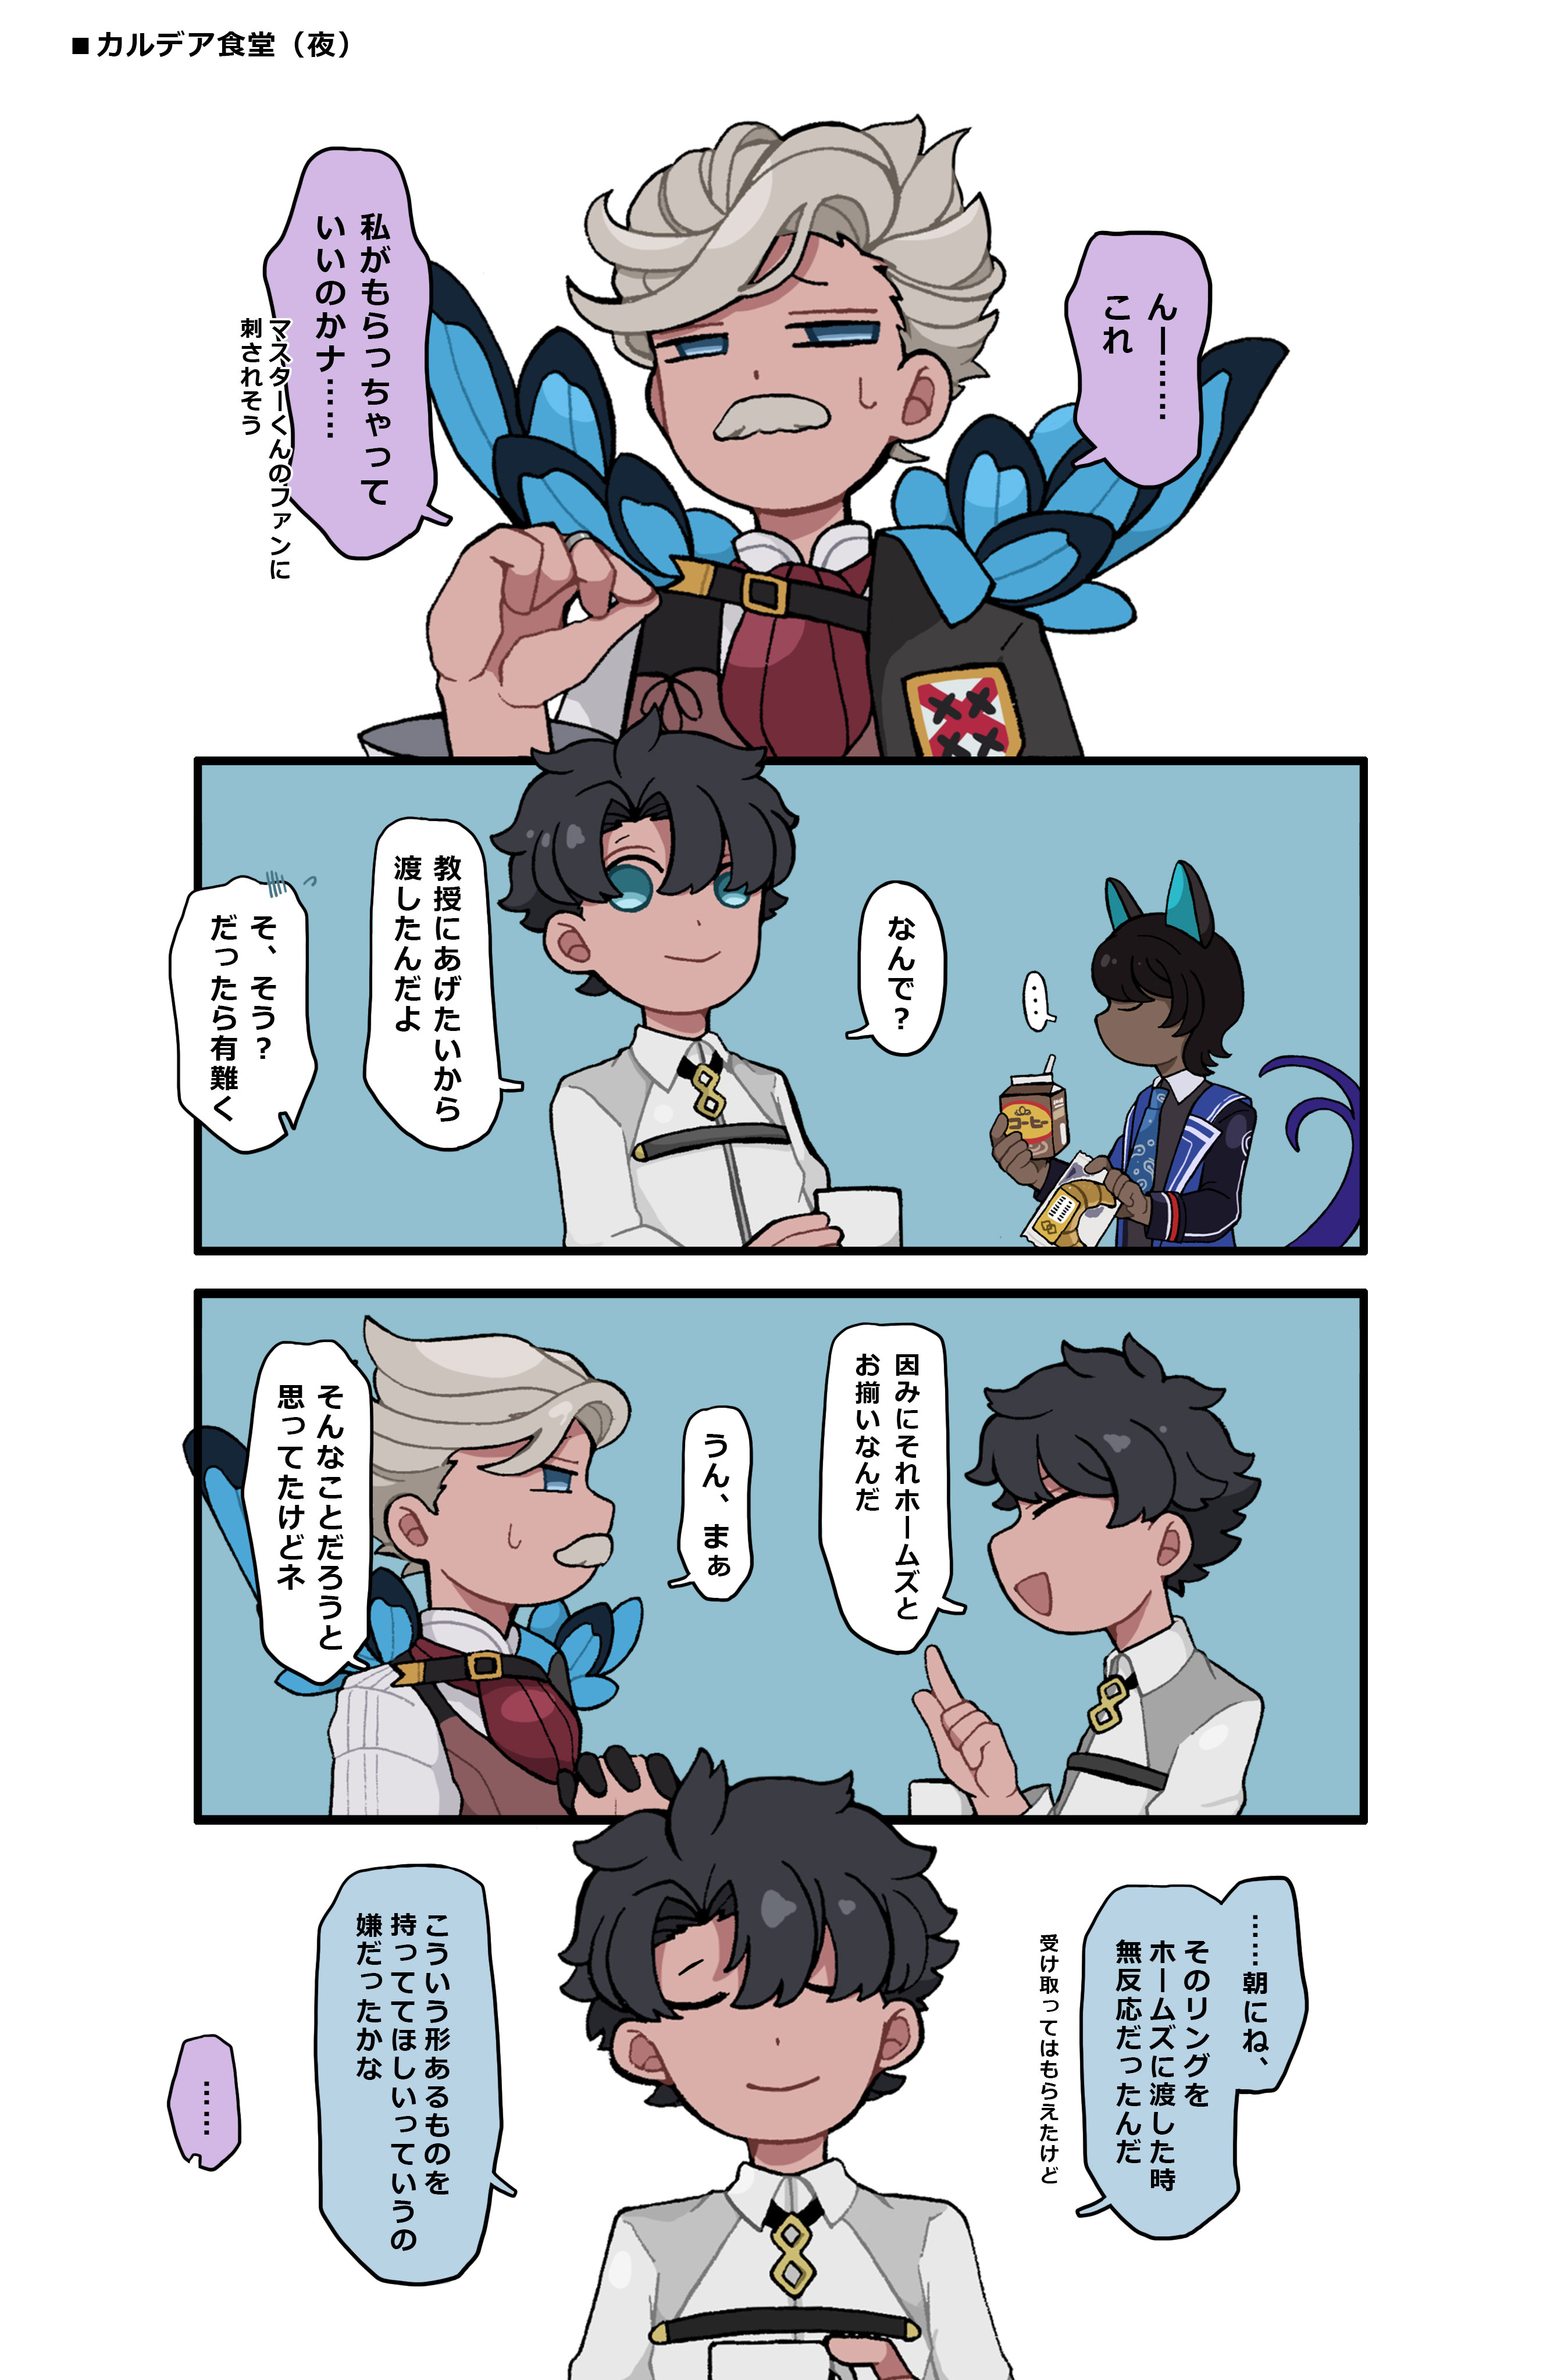 ■カルデア食堂（夜）
んー……
これ
私がもらっちゃって
いいのかナ……
マスターくんのファンに
刺されそう
…
コーヒー
なんで？
教授にあげたいから
渡したんだよ
そ、そう？
だったら有難く
因みにそれホームズと
お揃いなんだ
うん、まぁ
そんなことだろうと
思ってたけどネ
……朝にね、
そのリングを
ホームズに渡した時
無反応だったんだ
受け取ってはもらえたけど
こういう形あるものを
持っててほしいっていうの
嫌だったかな
……